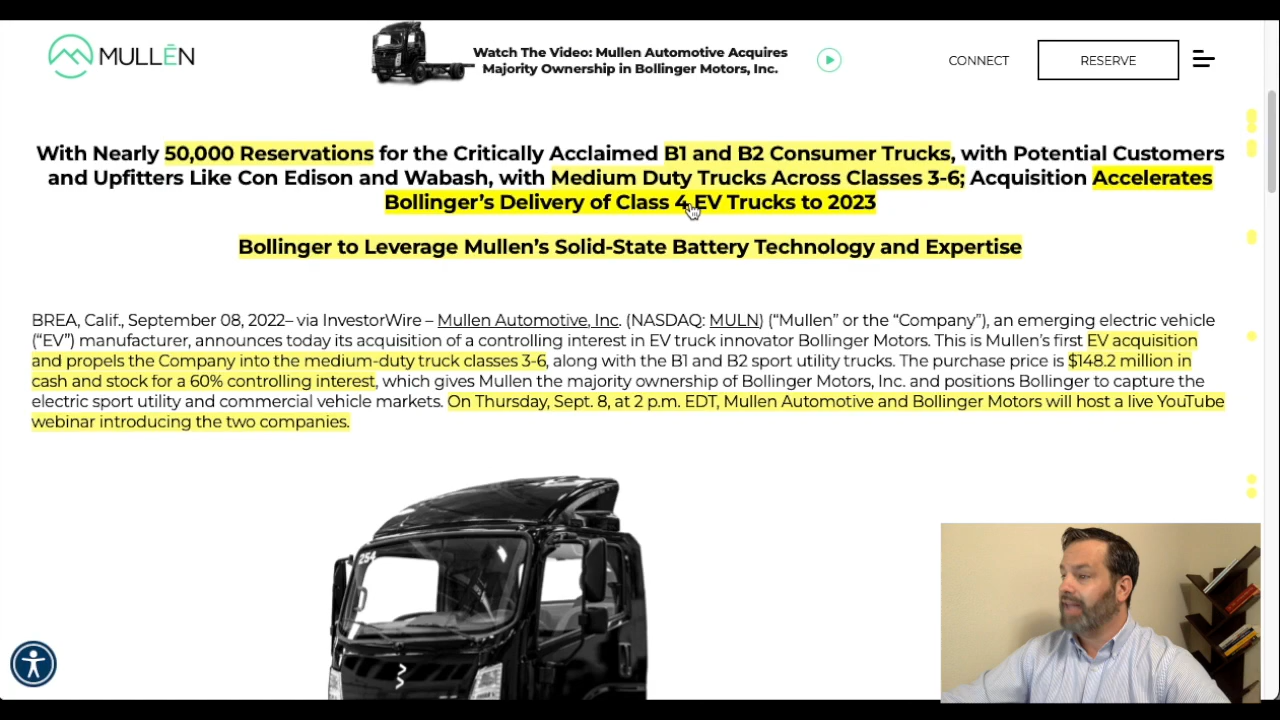 MULLĒN
Watch The Video: Mullen Automotive Acquires
Majority Ownership in Bollinger Motors, Inc.
CONNECT
RESERVE
With Nearly 50,000 Reservations for the Critically Acclaimed B1 and B2 Consumer Trucks, with Potential Customers
and Upfitters Like Con Edison and Wabash, with Medium Duty Trucks Across Classes 3-6; Acquisition Accelerates
Bollinger’s Delivery of Class 4 EV Trucks to 2023
Bollinger to Leverage Mullen’s Solid-State Battery Technology and Expertise
BREA, Calif., September 08, 2022– via InvestorWire – Mullen Automotive, Inc. (NASDAQ: MULN) (“Mullen” or the “Company”), an emerging electric vehicle
(“EV”) manufacturer, announces today its acquisition of a controlling interest in EV truck innovator Bollinger Motors. This is Mullen’s first EV acquisition
and propels the Company into the medium-duty truck classes 3-6, along with the B1 and B2 sport utility trucks. The purchase price is $148.2 million in
cash and stock for a 60% controlling interest, which gives Mullen the majority ownership of Bollinger Motors, Inc. and positions Bollinger to capture the
electric sport utility and commercial vehicle markets. On Thursday, Sept. 8, at 2 p.m. EDT, Mullen Automotive and Bollinger Motors will host a live YouTube
webinar introducing the two companies.
254